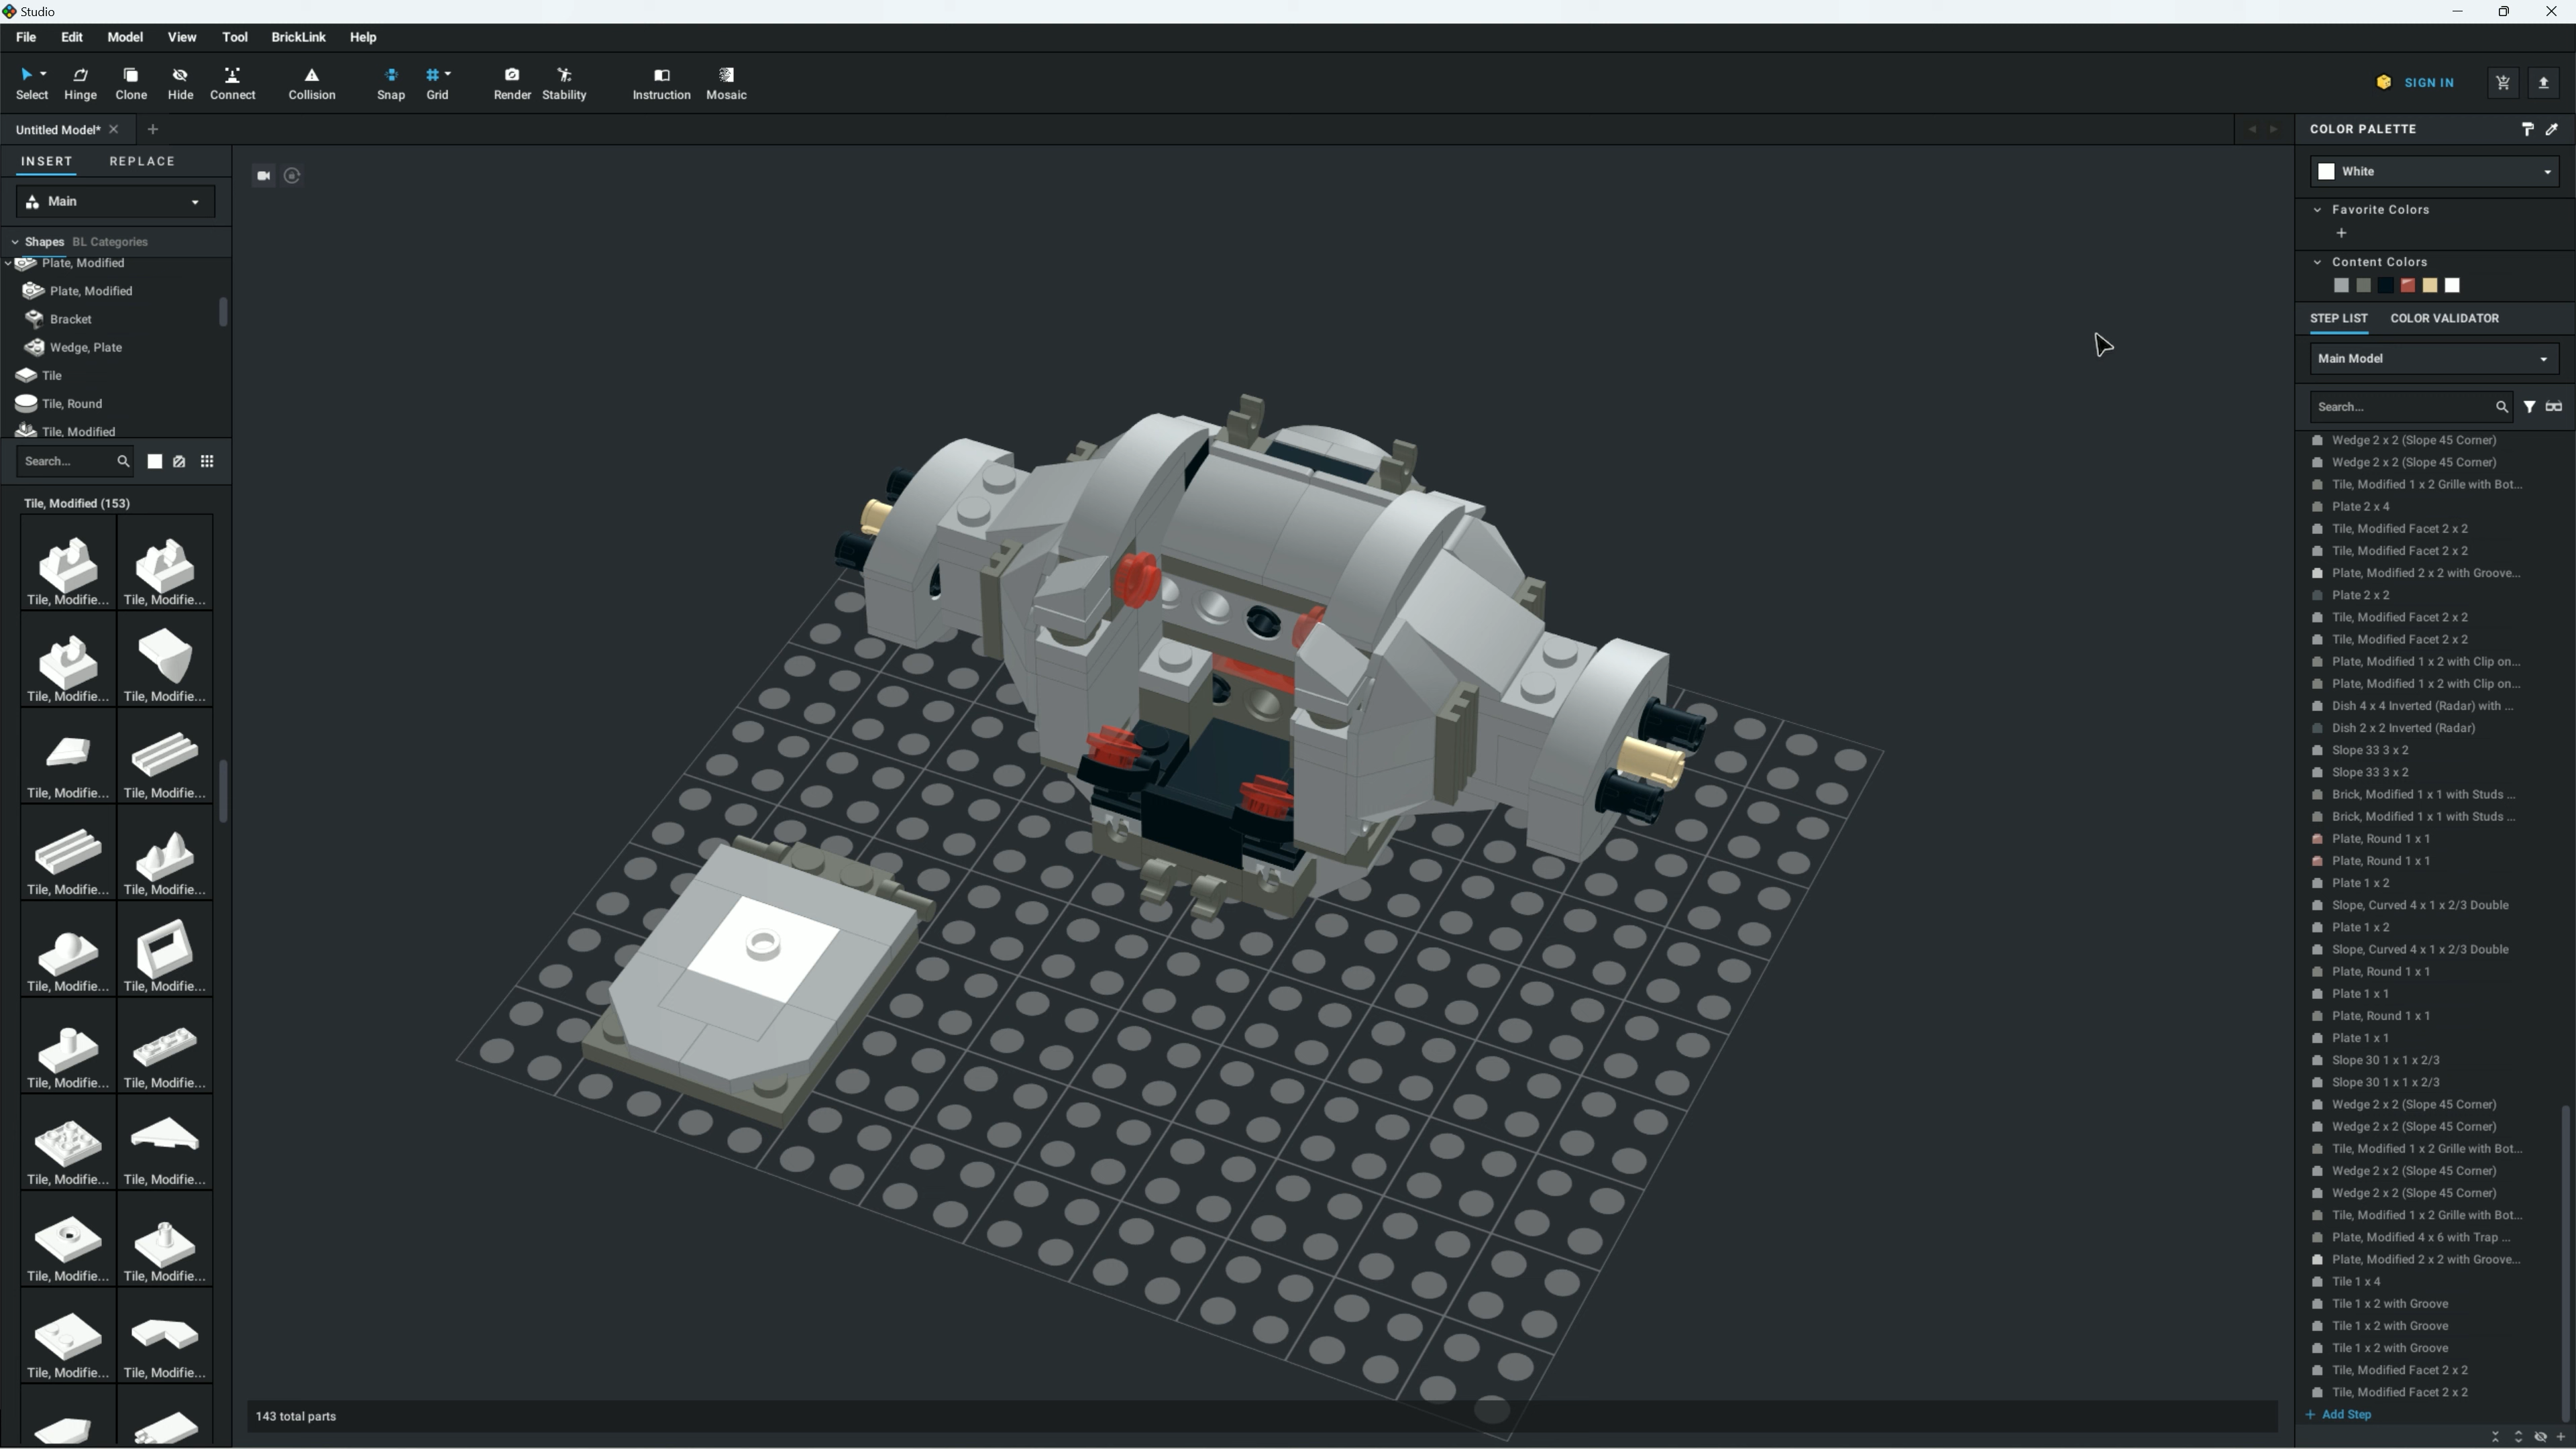 Studio
File Edit Model View Tool BrickLink Help
Select Hinge Clone Hide Connect Collision Snap Grid Render Stability Instruction Mosaic
SIGN IN
Untitled Model*
INSERT REPLACE
Main
Shapes BL Categories
Plate, Modified
Plate, Modified
Bracket
Wedge, Plate
Tile
Tile, Round
Tile, Modified
Search...
Tile, Modified (153)
Tile, Modifie... Tile, Modifie...
Tile, Modifie... Tile, Modifie...
Tile, Modifie... Tile, Modifie...
Tile, Modifie... Tile, Modifie...
Tile, Modifie... Tile, Modifie...
Tile, Modifie... Tile, Modifie...
Tile, Modifie... Tile, Modifie...
Tile, Modifie... Tile, Modifie...
Tile, Modifie... Tile, Modifie...
143 total parts
COLOR PALETTE
White
Favorite Colors
Content Colors
STEP LIST COLOR VALIDATOR
Main Model
Search...
Wedge 2 x 2 (Slope 45 Corner)
Wedge 2 x 2 (Slope 45 Corner)
Tile, Modified 1 x 2 Grille with Bot...
Plate 2 x 4
Tile, Modified Facet 2 x 2
Tile, Modified Facet 2 x 2
Plate, Modified 2 x 2 with Groove...
Plate 2 x 2
Tile, Modified Facet 2 x 2
Tile, Modified Facet 2 x 2
Plate, Modified 1 x 2 with Clip on...
Plate, Modified 1 x 2 with Clip on...
Dish 4 x 4 Inverted (Radar) with ...
Dish 2 x 2 Inverted (Radar)
Slope 33 3 x 2
Slope 33 3 x 2
Brick, Modified 1 x 1 with Studs ...
Brick, Modified 1 x 1 with Studs ...
Plate, Round 1 x 1
Plate, Round 1 x 1
Plate 1 x 2
Slope, Curved 4 x 1 x 2/3 Double
Plate 1 x 2
Slope, Curved 4 x 1 x 2/3 Double
Plate, Round 1 x 1
Plate 1 x 1
Plate, Round 1 x 1
Plate 1 x 1
Slope 30 1 x 1 x 2/3
Slope 30 1 x 1 x 2/3
Wedge 2 x 2 (Slope 45 Corner)
Wedge 2 x 2 (Slope 45 Corner)
Tile, Modified 1 x 2 Grille with Bot...
Wedge 2 x 2 (Slope 45 Corner)
Wedge 2 x 2 (Slope 45 Corner)
Tile, Modified 1 x 2 Grille with Bot...
Plate, Modified 4 x 6 with Trap ...
Plate, Modified 2 x 2 with Groove...
Tile 1 x 4
Tile 1 x 2 with Groove
Tile 1 x 2 with Groove
Tile 1 x 2 with Groove
Tile, Modified Facet 2 x 2
Tile, Modified Facet 2 x 2
+ Add Step